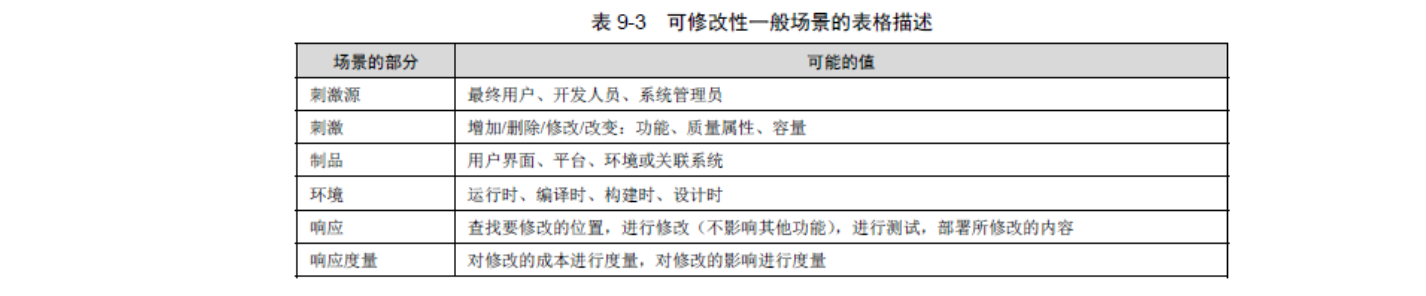 表 9-3 可修改性一般场景的表格描述
场景的部分 可能的值
刺激源 最终用户、开发人员、系统管理员
刺激 增加/删除/修改/改变：功能、质量属性、容量
制品 用户界面、平台、环境或关联系统
环境 运行时、编译时、构建时、设计时
响应 查找要修改的位置，进行修改（不影响其他功能），进行测试，部署所修改的内容
响应度量 对修改的成本进行度量，对修改的影响进行度量